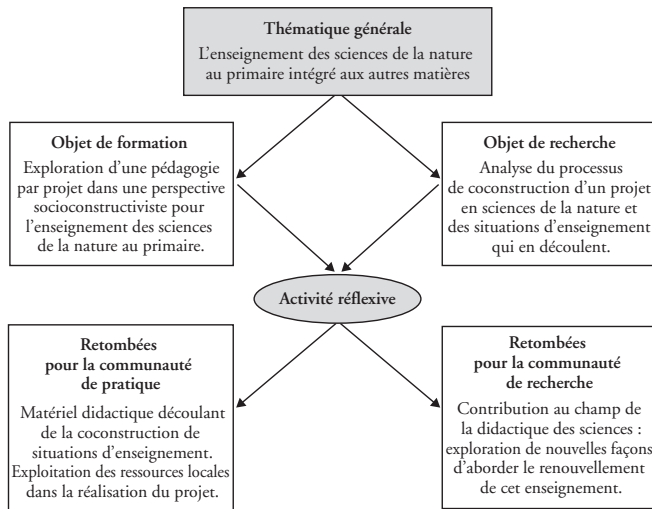 Thématique générale
L'enseignement des sciences de la nature
au primaire intégré aux autres matières
Objet de formation
Exploration d'une pédagogie
par projet dans une perspective
socioconstructiviste pour
l'enseignement des sciences
de la nature au primaire.
Objet de recherche
Analyse du processus
de coconstruction d'un projet
en sciences de la nature et
des situations d'enseignement
qui en découlent.
Activité réflexive
Retombées
pour la communauté
de pratique
Matériel didactique découlant
de la coconstruction de
situations d'enseignement.
Exploitation des ressources locales
dans la réalisation du projet.
Retombées
pour la communauté
de recherche
Contribution au champ de
la didactique des sciences :
exploration de nouvelles façons
d'aborder le renouvellement
de cet enseignement.